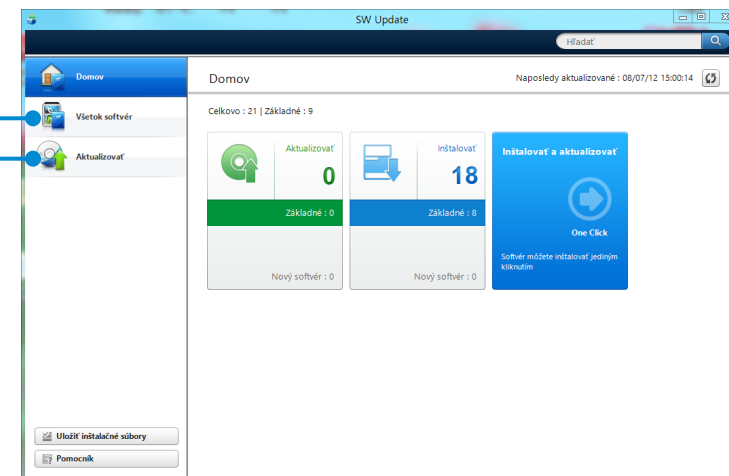 SW Update
Hľadať
Domov
Všetok softvér
Aktualizovať
Uložiť inštalačné súbory
Pomocník
Domov
Naposledy aktualizované : 08/07/12 15:00:14
Celkovo : 21 | Základné : 9
Aktualizovať
0
Základné : 0
Nový softvér : 0
Inštalovať
18
Základné : 8
Nový softvér : 0
Inštalovať a aktualizovať
One Click
Softvér môžete inštalovať jediným
kliknutím